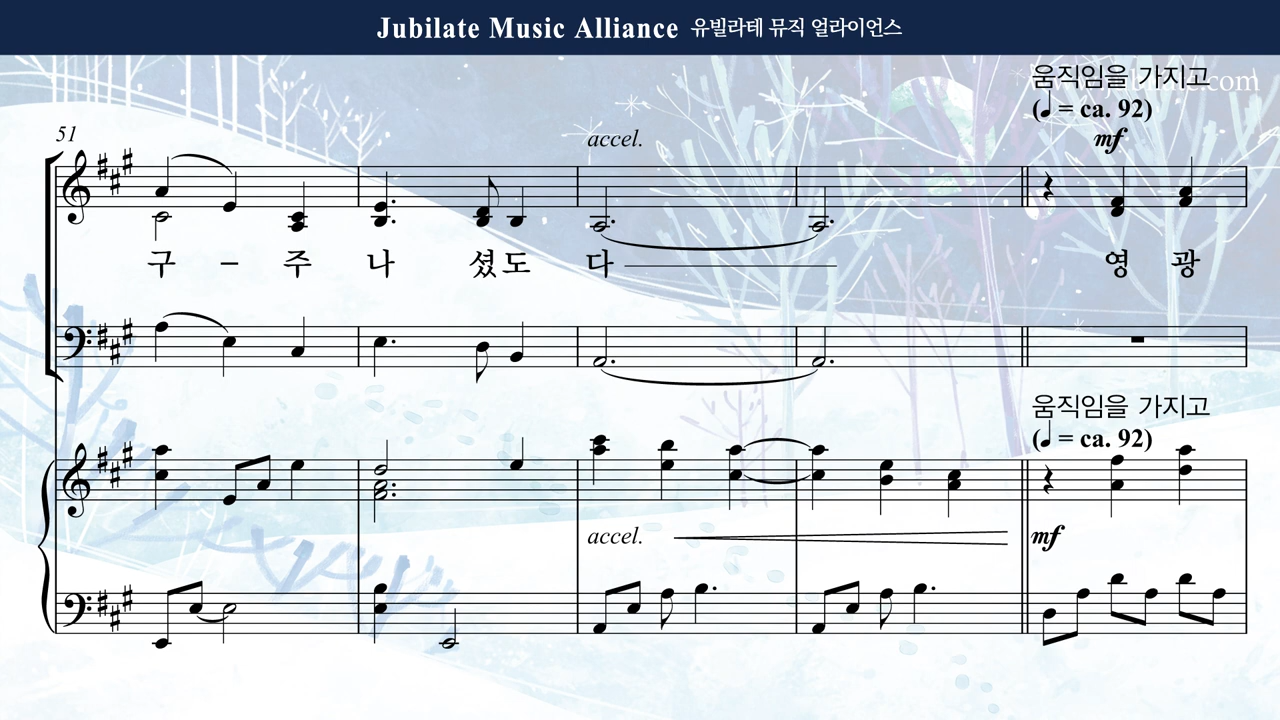 Jubilate Music Alliance 유빌라테 뮤직 얼라이언스
움직임을 가지고
(♩ = ca. 92)
51
accel.
mf
구 – 주 나 셨도 다 영 광
움직임을 가지고
(♩ = ca. 92)
accel.
mf